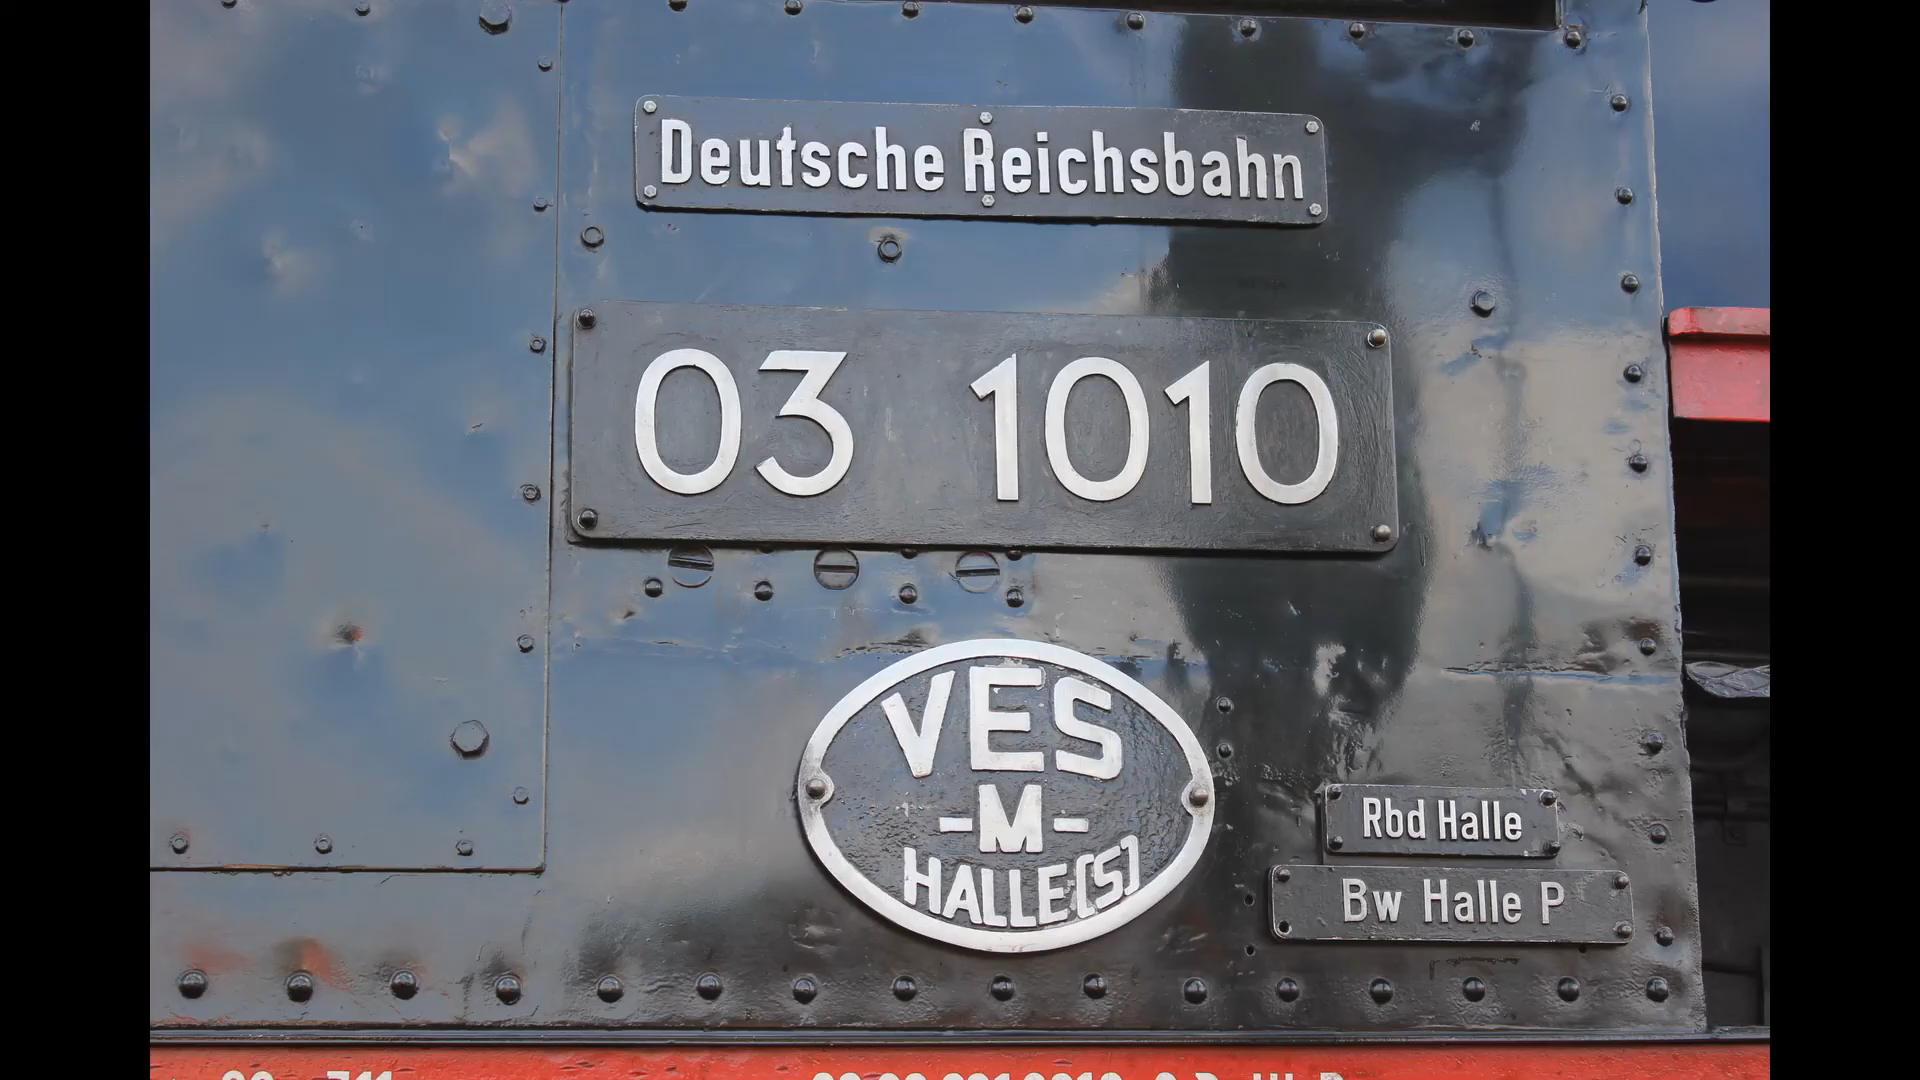 Deutsche Reichsbahn
03 1010
VES
-M-
HALLE(S)
Rbd Halle
Bw Halle P